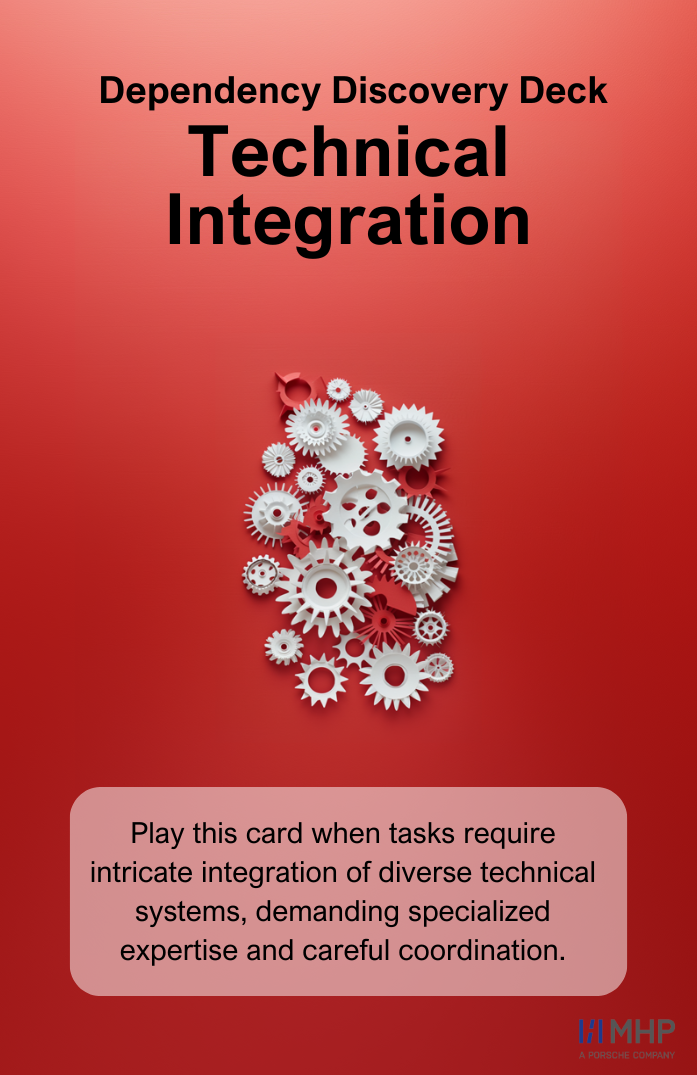 Dependency Discovery Deck
Technical
Integration
Play this card when tasks require
intricate integration of diverse technical
systems, demanding specialized
expertise and careful coordination.
MHP
A PORSCHE COMPANY